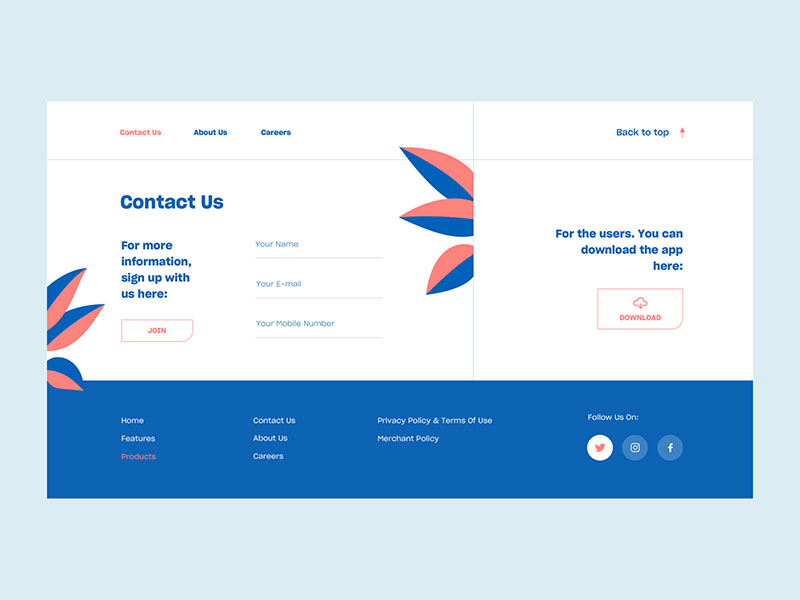 Contact Us
About Us
Careers
Back to top
Contact Us
For more
information,
sign up with
us here:
JOIN
Your Name
Your E-mail
Your Mobile Number
For the users. You can
download the app
here:
DOWNLOAD
Home
Features
Products
Contact Us
About Us
Careers
Privacy Policy & Terms Of Use
Merchant Policy
Follow Us On: